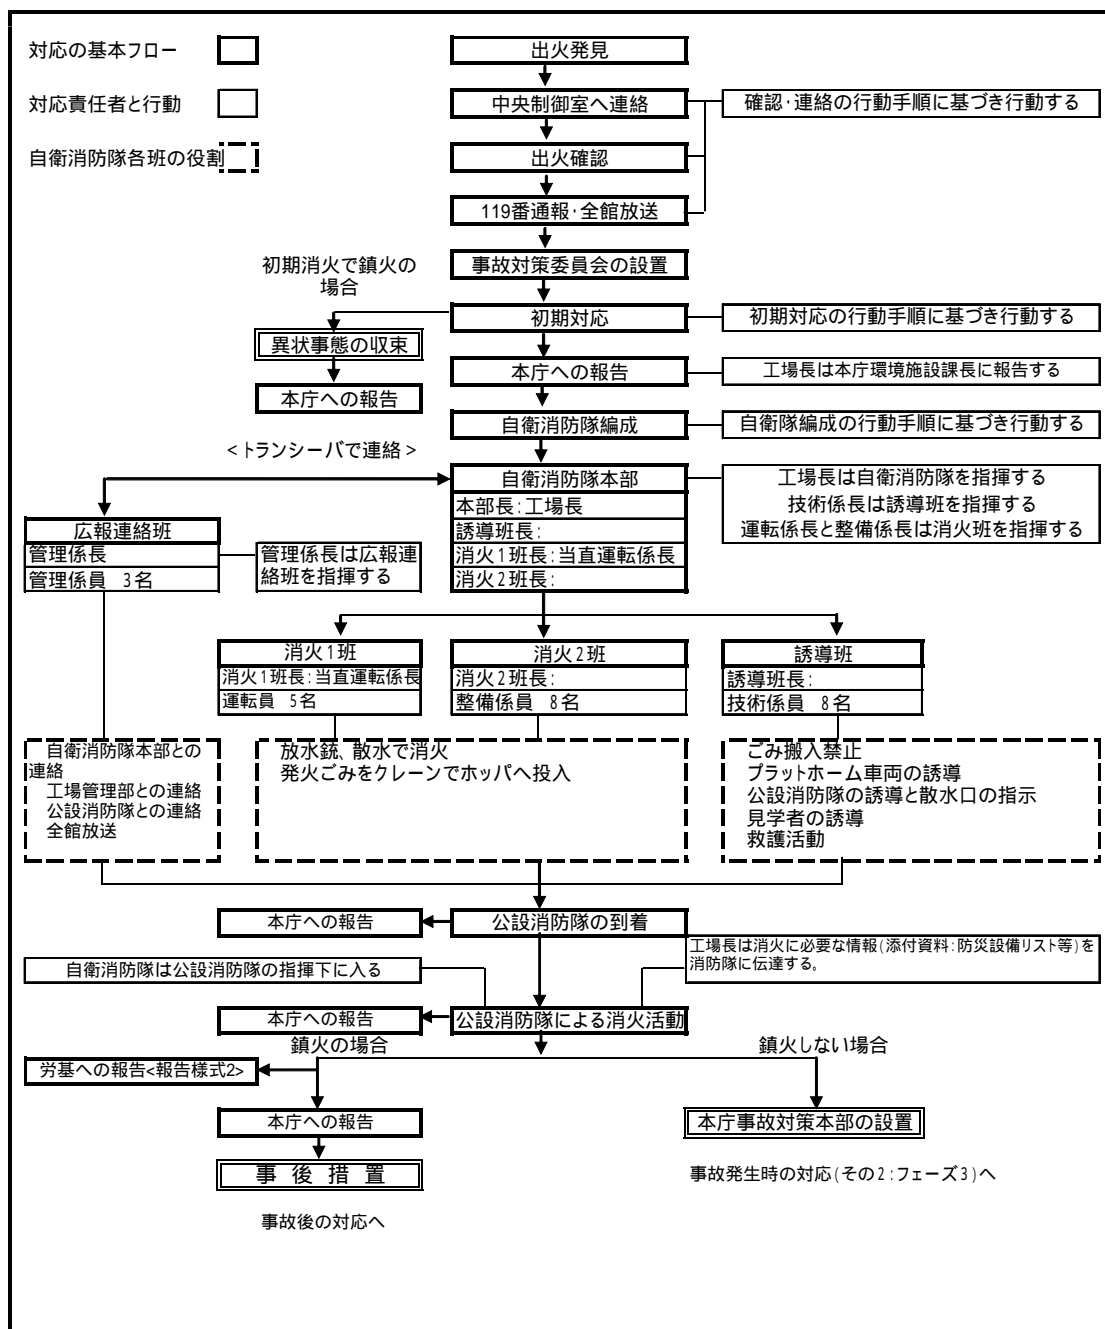 対応の基本フロー
対応責任者と行動
自衛消防隊各班の役割
出火発見
中央制御室へ連絡
確認・連絡の行動手順に基づき行動する
出火確認
119番通報・全館放送
事故対策委員会の設置
初期消火で鎮火の
場合
初期対応
初期対応の行動手順に基づき行動する
異状事態の収束
本庁への報告
本庁への報告
工場長は本庁環境施設課長に報告する
自衛消防隊編成
自衛隊編成の行動手順に基づき行動する
<トランシーバで連絡>
自衛消防隊本部
本部長:工場長
誘導班長:
消火1班長:当直運転係長
消火2班長:
工場長は自衛消防隊を指揮する
技術係長は誘導班を指揮する
運転係長と整備係長は消火班を指揮する
広報連絡班
管理係長
管理係員 3名
管理係長は広報連
絡班を指揮する
消火1班
消火1班長:当直運転係長
運転員 5名
消火2班
消火2班長:
整備係員 8名
誘導班
誘導班長:
技術係員 8名
自衛消防隊本部との
連絡
工場管理部との連絡
公設消防隊との連絡
全館放送
放水銃、散水で消火
発火ごみをクレーンでホッパへ投入
ごみ搬入禁止
プラットホーム車両の誘導
公設消防隊の誘導と散水口の指示
見学者の誘導
救護活動
本庁への報告
公設消防隊の到着
自衛消防隊は公設消防隊の指揮下に入る
工場長は消火に必要な情報(添付資料:防災設備リスト等)を
消防隊に伝達する。
本庁への報告
公設消防隊による消火活動
鎮火の場合
鎮火しない場合
労基への報告<報告様式2>
本庁への報告
本庁事故対策本部の設置
事後措置
事故発生時の対応(その2:フェーズ3)へ
事故後の対応へ